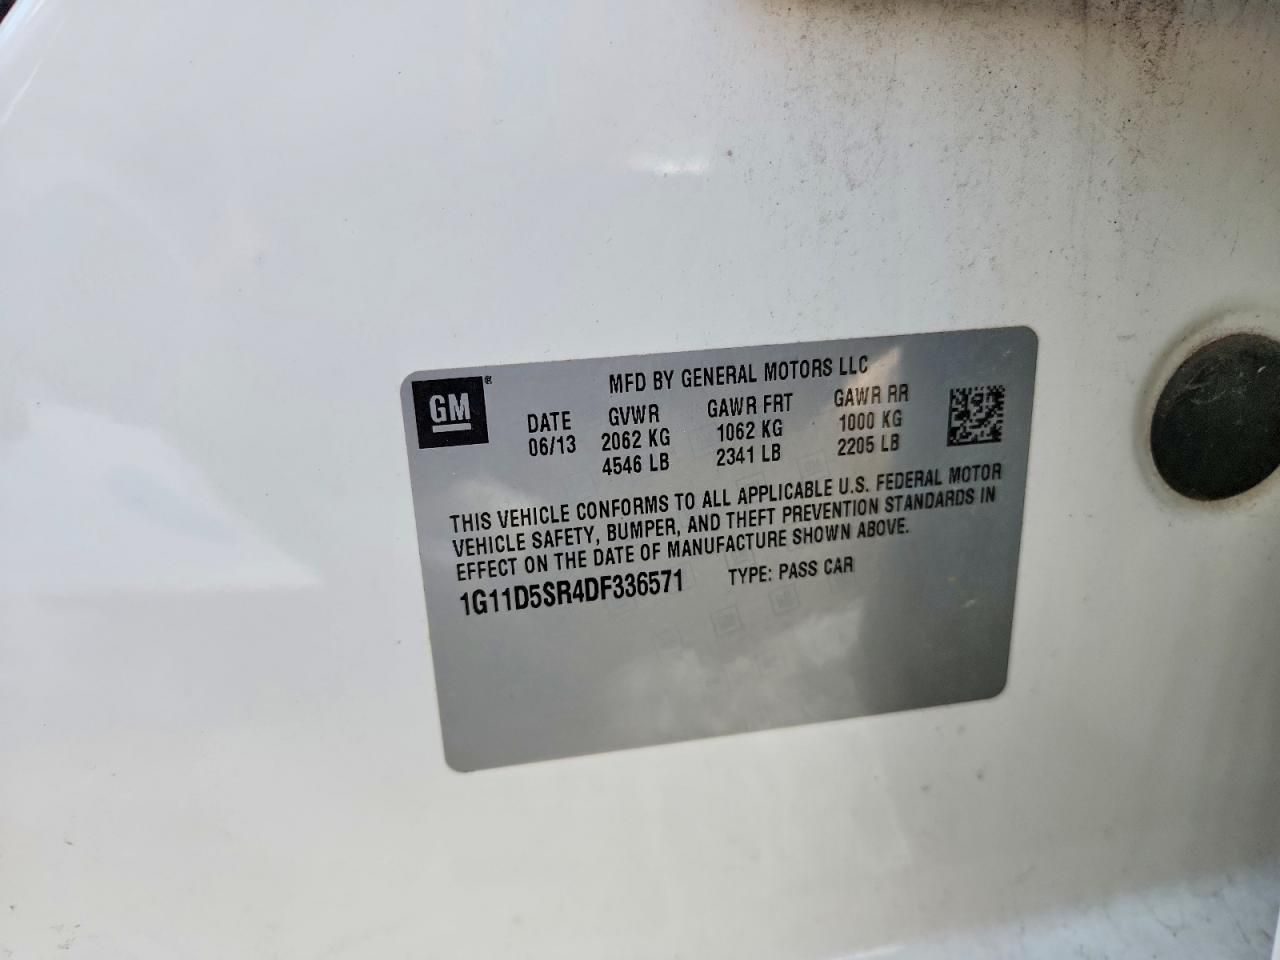 GM®
MFD BY GENERAL MOTORS LLC
DATE GVWR GAWR FRT GAWR RR
06/13 2062 KG 1062 KG 1000 KG
4546 LB 2341 LB 2205 LB
THIS VEHICLE CONFORMS TO ALL APPLICABLE U.S. FEDERAL MOTOR
VEHICLE SAFETY, BUMPER, AND THEFT PREVENTION STANDARDS IN
EFFECT ON THE DATE OF MANUFACTURE SHOWN ABOVE.
1G11D5SR4DF336571 TYPE: PASS CAR